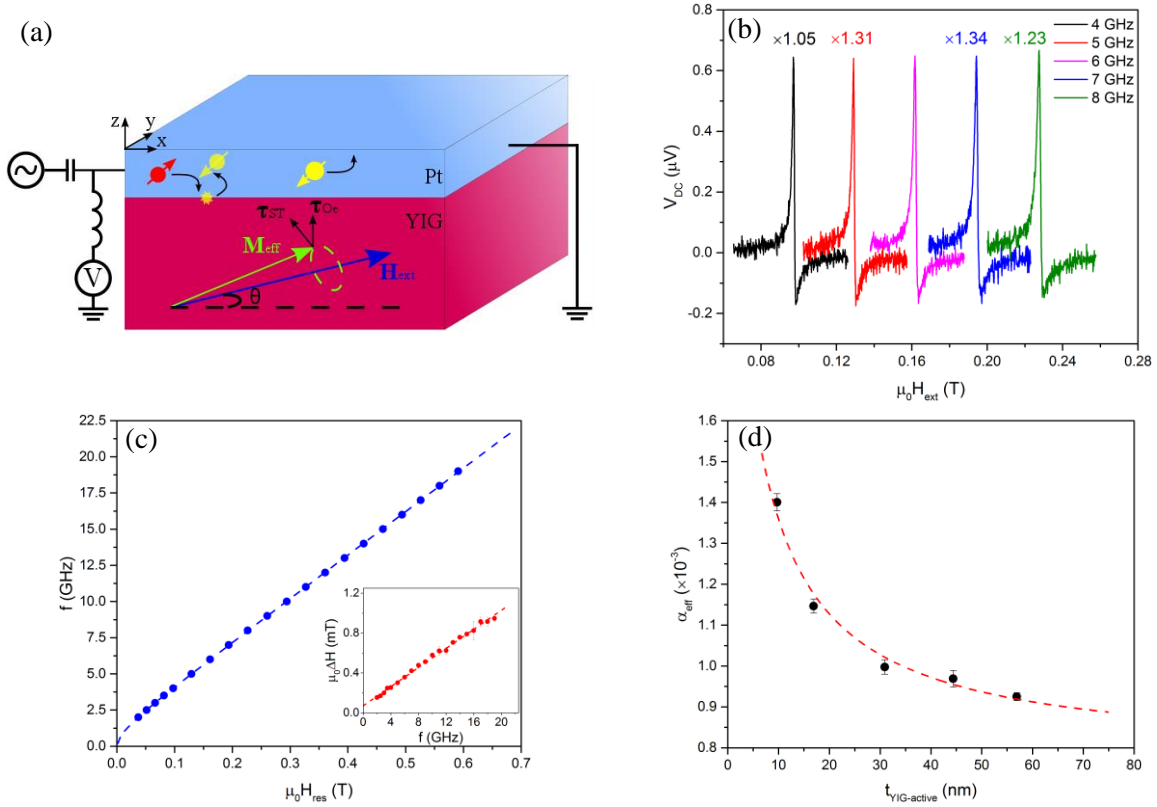 (a)
z
y
x
Pt
τST
τOe
YIG
Meff
Hext
θ
V
(b)
×1.05
×1.31
×1.34
×1.23
4 GHz
5 GHz
6 GHz
7 GHz
8 GHz
0.8
0.6
0.4
0.2
0.0
-0.2
VDC (µV)
0.08 0.12 0.16 0.20 0.24 0.28
µ0Hext (T)
(c)
22.5
20.0
17.5
15.0
12.5
10.0
7.5
5.0
2.5
0.0
f (GHz)
0.0 0.1 0.2 0.3 0.4 0.5 0.6 0.7
µ0Hres (T)
1.2
0.8
0.4
0.0
µ0ΔH (mT)
0 4 8 12 16 20
f (GHz)
(d)
1.6
1.5
1.4
1.3
1.2
1.1
1.0
0.9
0.8
αeff (×10-3)
0 10 20 30 40 50 60 70 80
tYIG-active (nm)